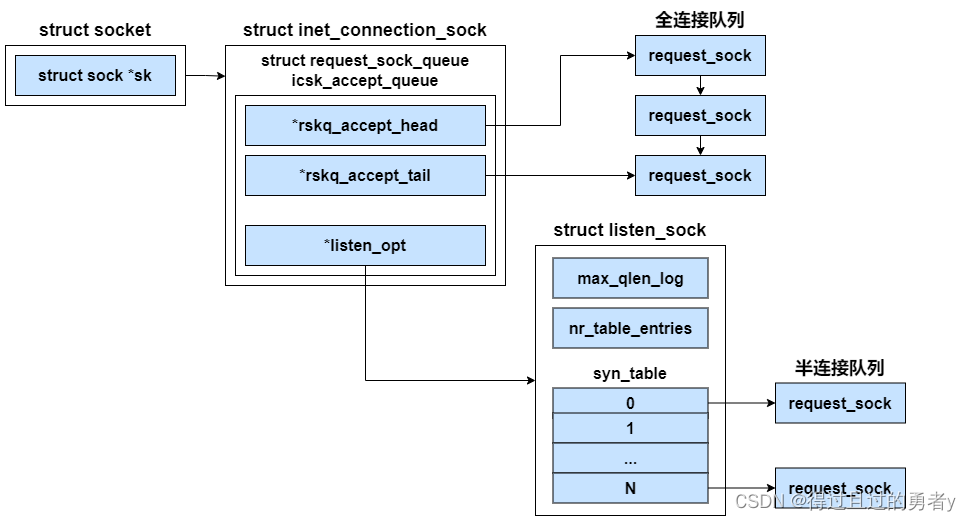 struct socket
struct sock *sk
struct inet_connection_sock
struct request_sock_queue
icsk_accept_queue
*rskq_accept_head
*rskq_accept_tail
*listen_opt
全连接队列
request_sock
request_sock
request_sock
struct listen_sock
max_qlen_log
nr_table_entries
syn_table
0
1
...
N
半连接队列
request_sock
request_sock
CSDN @得过且过的勇者y